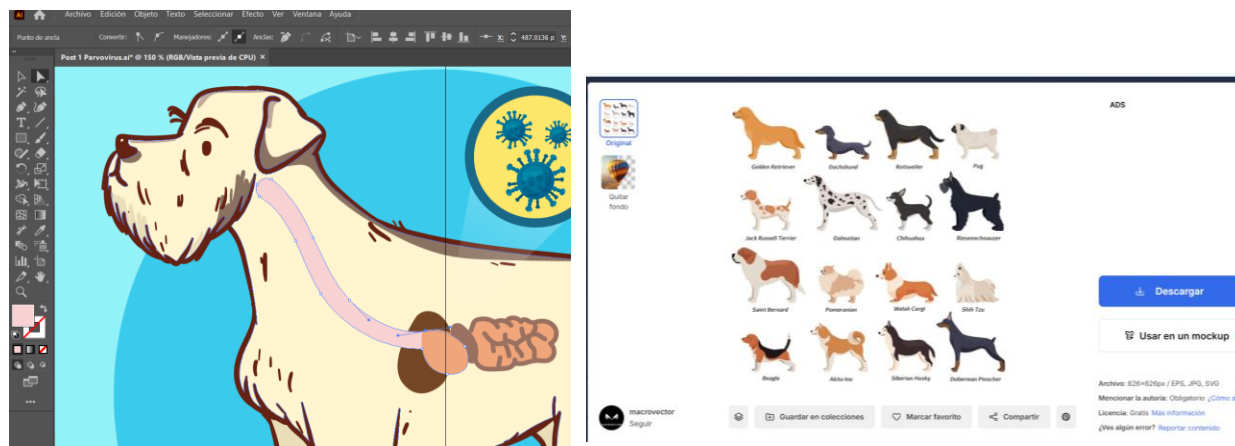 Ai Archivo Edición Objeto Texto Seleccionar Efecto Ver Ventana Ayuda
Punto de ancla Convertir: Manejadores: Anclas: X: 487.0136 p
Post 1 Parvovirus.ai* @ 150 % (RGB/Vista previa de CPU) ×
Original
Quitar
fondo
ADS
Golden Retriever Dachshund Rottweiler Pug
Jack Russell Terrier Dalmatian Chihuahua Riesenschnauzer
Saint Bernard Pomeranian Welsh Corgi Shih Tzu
Beagle Akita Inu Siberian Husky Doberman Pinscher
Descargar
Usar en un mockup
Archivo: 626×626px / EPS, JPG, SVG
Mencionar la autoría: Obligatorio ¿Cómo a
Licencia: Gratis Más información
¿Ves algún error? Reportar contenido
macrovector
Seguir
Guardar en colecciones Marcar favorito Compartir